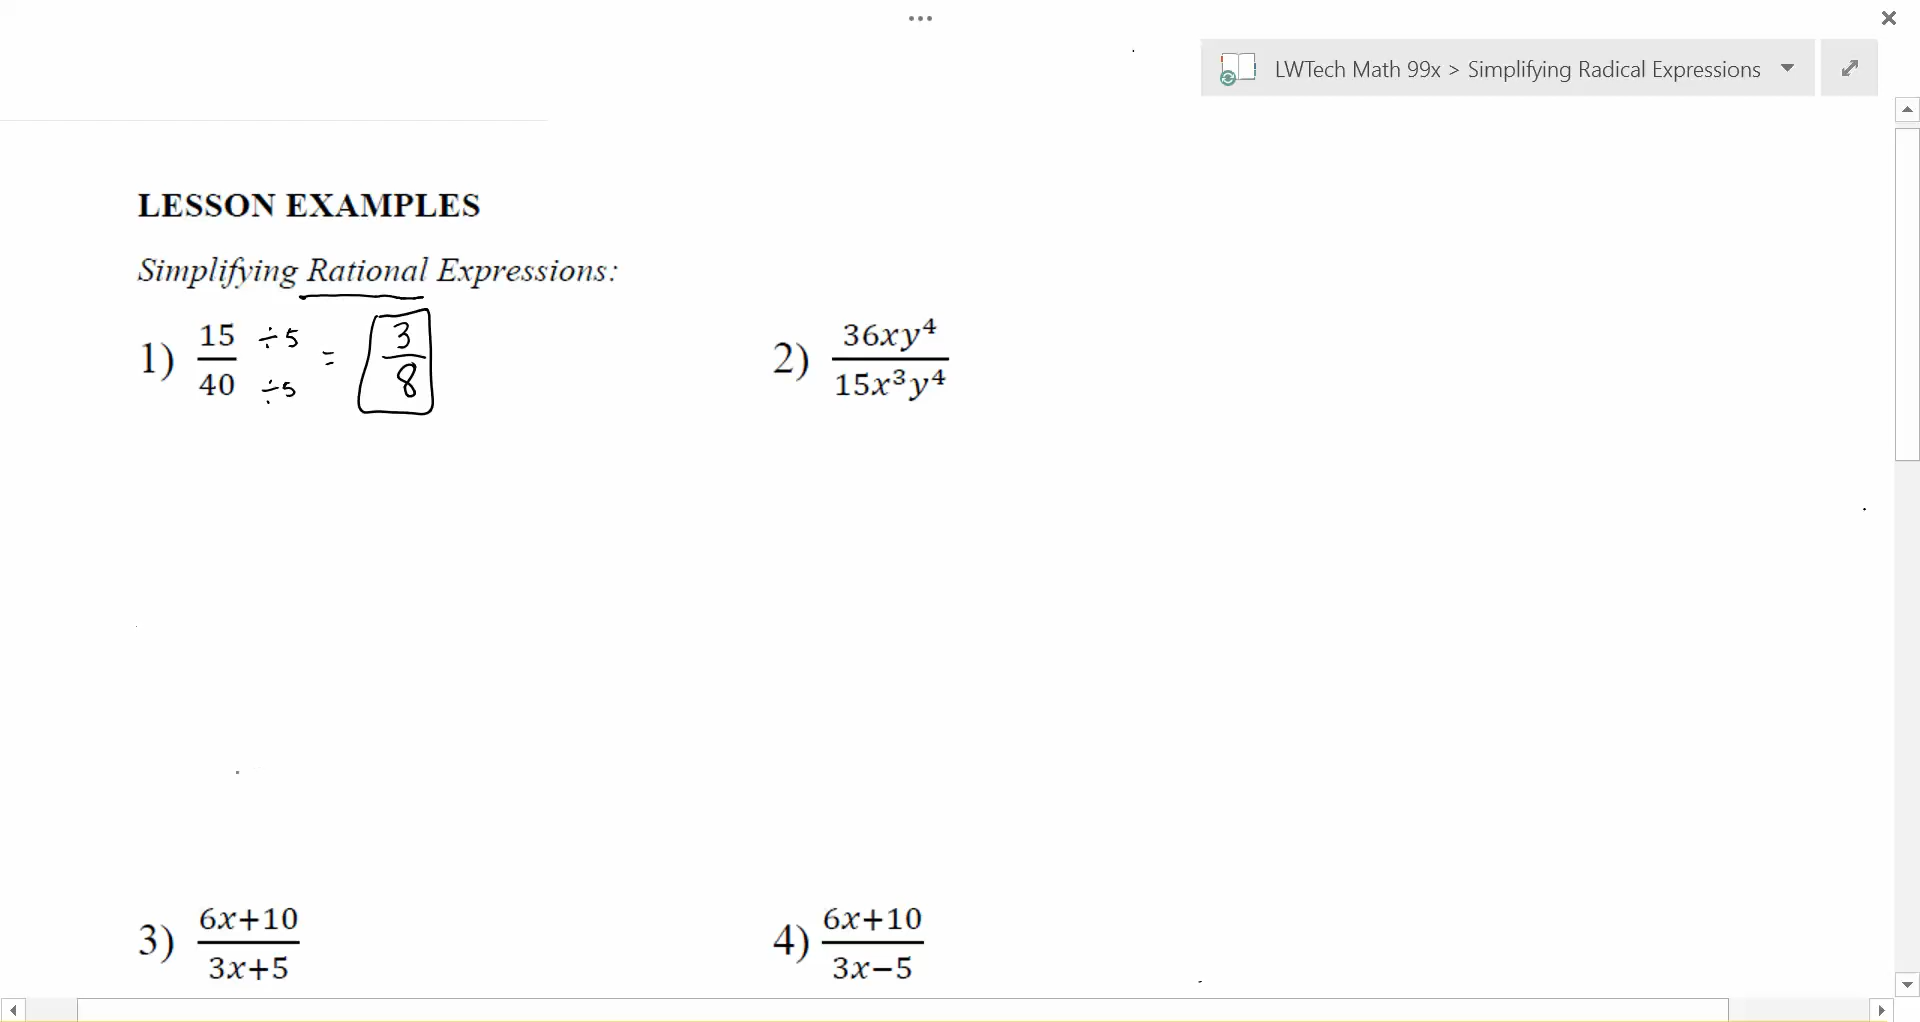 ...
LWTech Math 99x > Simplifying Radical Expressions
LESSON EXAMPLES
Simplifying Rational Expressions:
1) 15/40 ÷5 ÷5 = 3/8
2) 36xy⁴/15x³y⁴
3) 6x+10/3x+5
4) 6x+10/3x−5